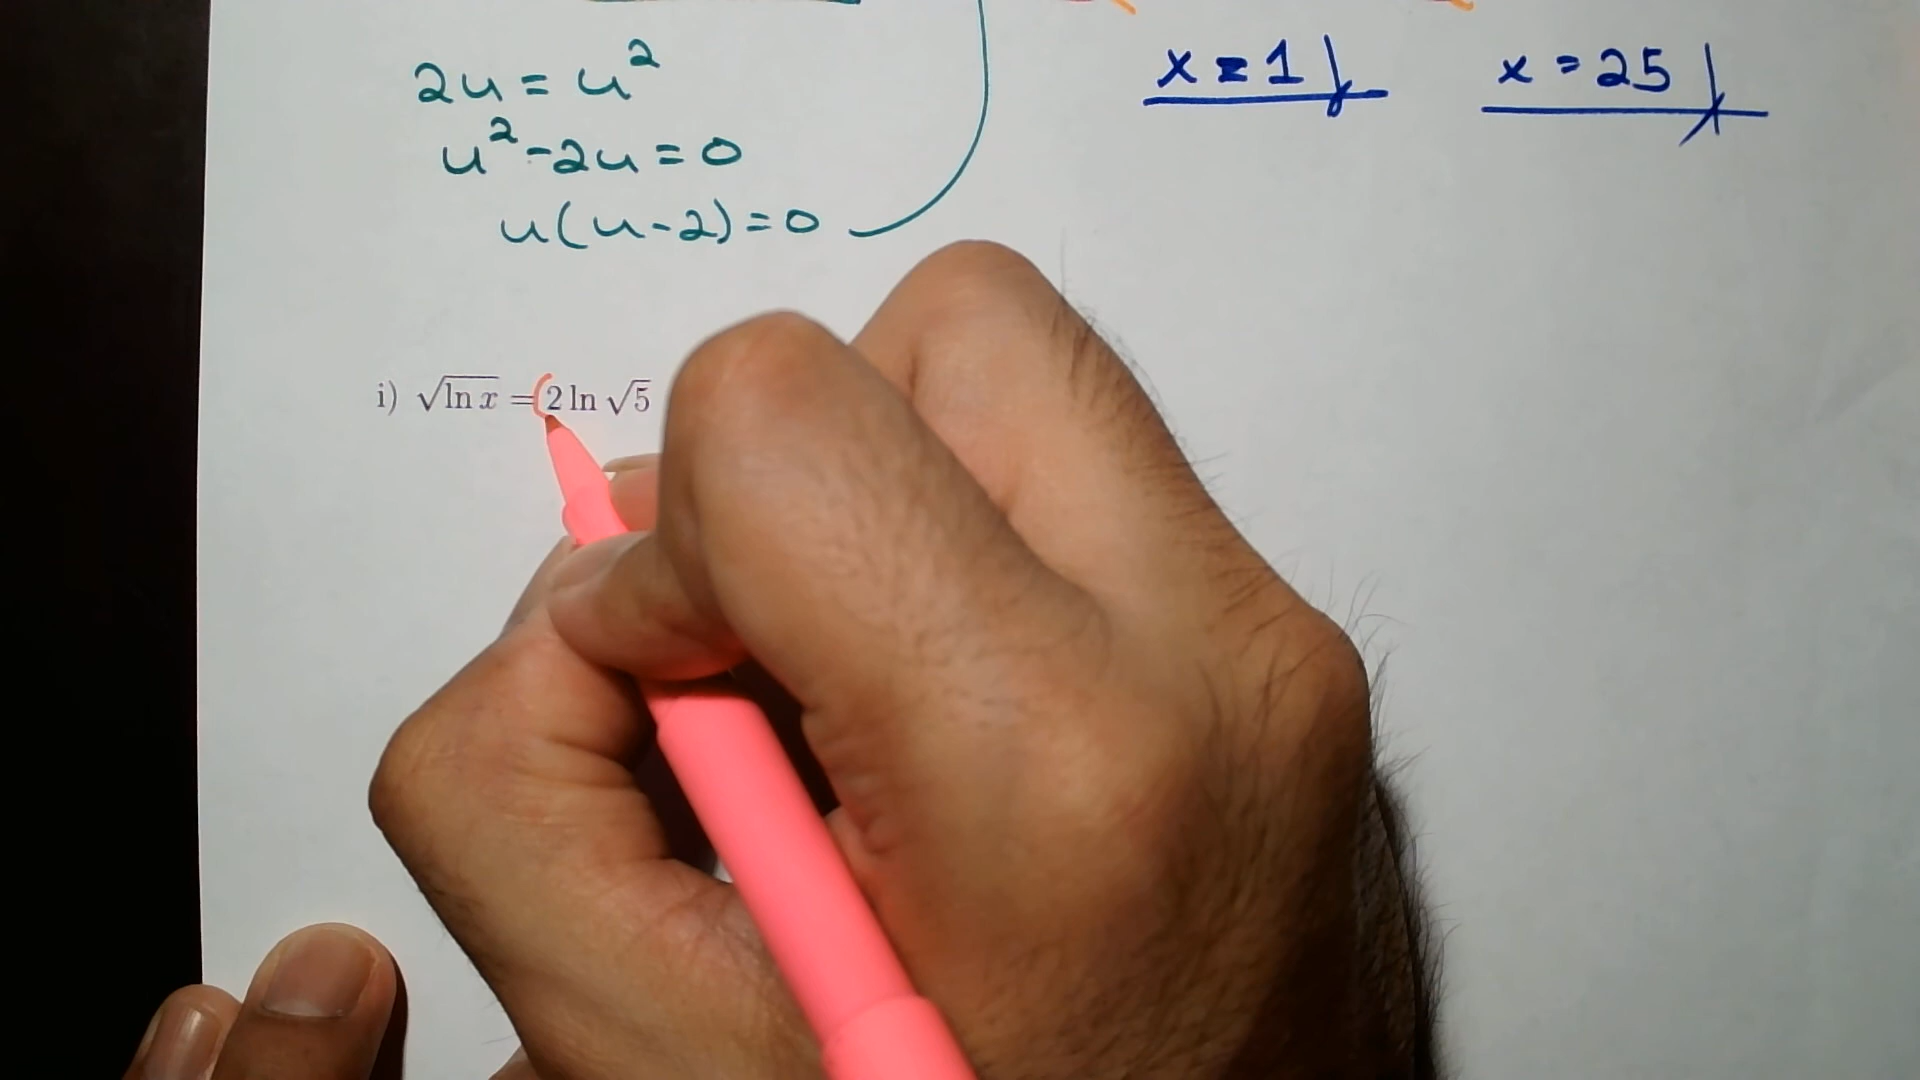 2u = u²
u² - 2u = 0
u(u-2) = 0
x = 1
x = 25
i) √ln x = (2 ln √5